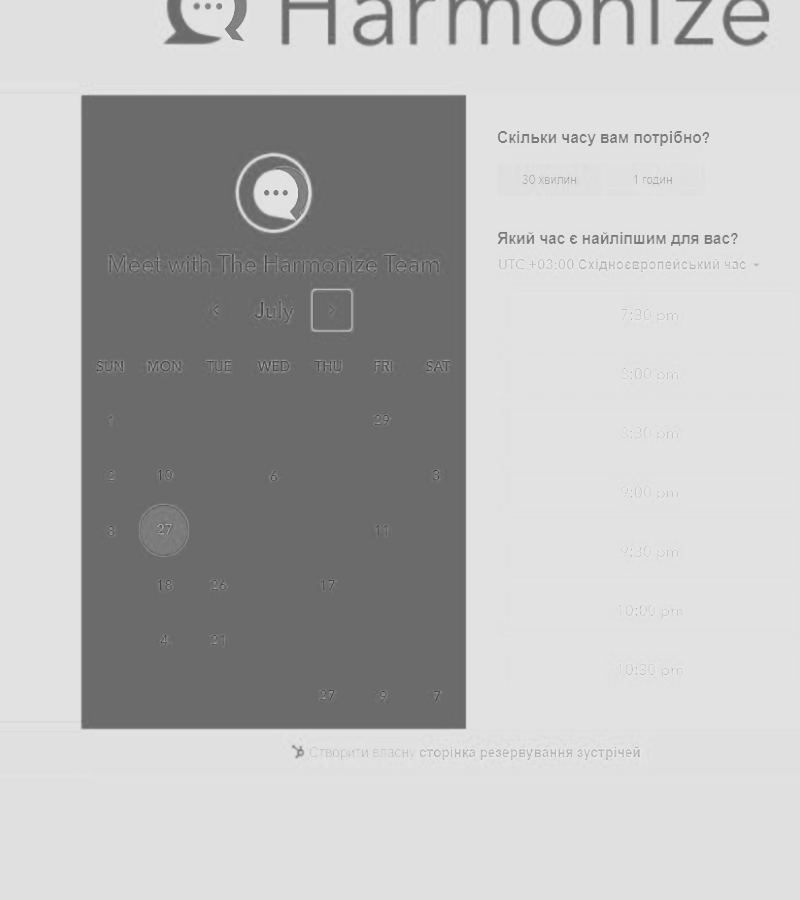 Harmonize
Meet with The Harmonize Team
July
SUN MON TUE WED THU FRI SAT
1 29
2 10 6 3
8 27 11
18 26 17
4 21
27 9 7
Скільки часу вам потрібно?
30 хвилин 1 годин
Який час є найліпшим для вас?
UTC +03:00 Східноєвропейський час
7:30 pm
8:00 pm
8:30 pm
9:00 pm
9:30 pm
10:00 pm
10:30 pm
Створити власну сторінка резервування зустрічей